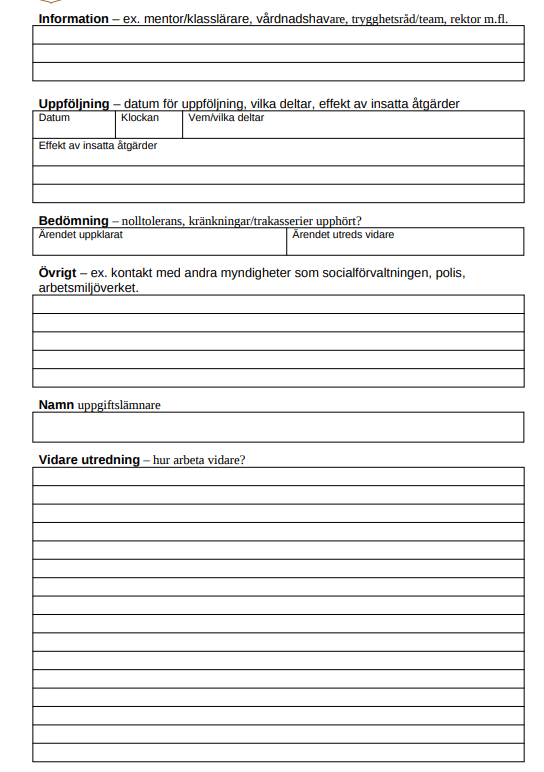 Information – ex. mentor/klasslärare, vårdnadshavare, trygghetsråd/team, rektor m.fl.
Uppföljning – datum för uppföljning, vilka deltar, effekt av insatta åtgärder
Datum Klockan Vem/vilka deltar
Effekt av insatta åtgärder
Bedömning – nolltolerans, kränkningar/trakasserier upphört?
Ärendet uppklarat Ärendet utreds vidare
Övrigt – ex. kontakt med andra myndigheter som socialförvaltningen, polis,
arbetsmiljöverket.
Namn uppgiftslämnare
Vidare utredning – hur arbeta vidare?